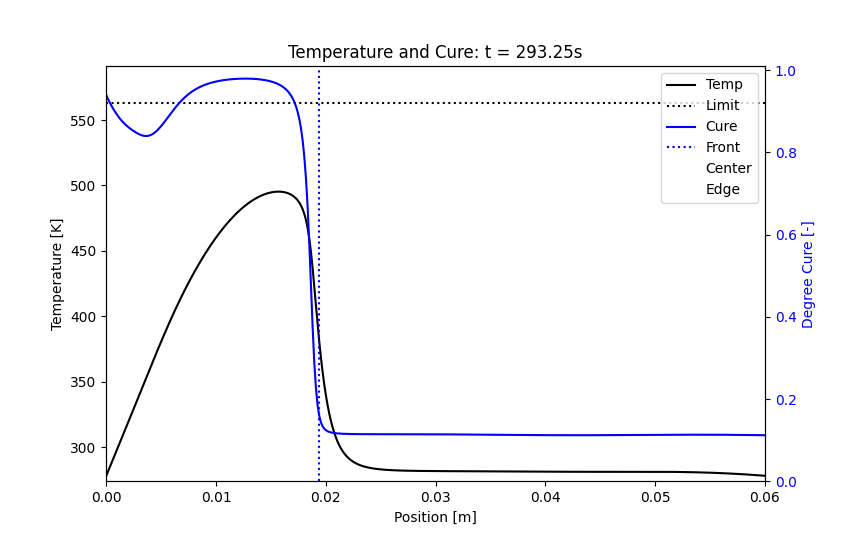 Temperature and Cure: t = 293.25s
Temp
Limit
Cure
Front
Center
Edge
Temperature [K]
550
500
450
400
350
300
Degree Cure [-]
1.0
0.8
0.6
0.4
0.2
0.0
0.00 0.01 0.02 0.03 0.04 0.05 0.06
Position [m]